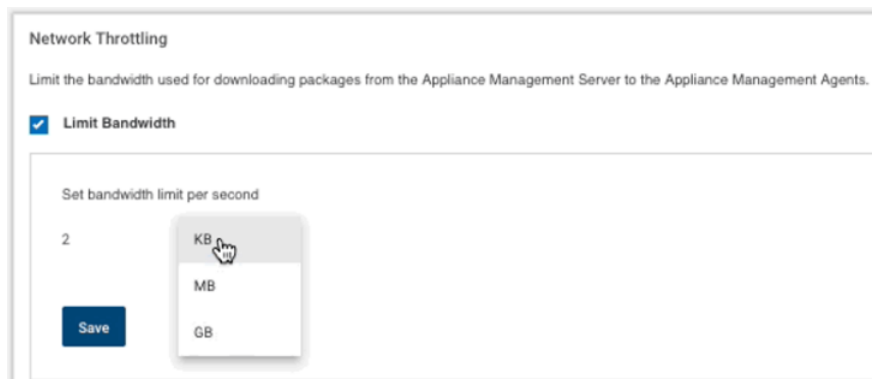 Network Throttling
Limit the bandwidth used for downloading packages from the Appliance Management Server to the Appliance Management Agents.
Limit Bandwidth
Set bandwidth limit per second
2
KB
MB
Save
GB